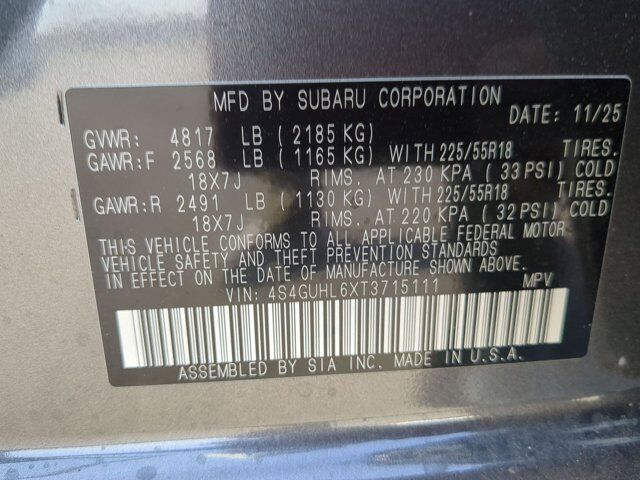 MFD BY SUBARU CORPORATION DATE: 11/25
GVWR: 4817 LB (2185 KG)
GAWR:F 2568 LB (1165 KG) WITH 225/55R18 TIRES.
18X7J RIMS. AT 230 KPA (33 PSI) COLD
GAWR:R 2491 LB (1130 KG) WITH 225/55R18 TIRES.
18X7J RIMS. AT 220 KPA (32 PSI) COLD
THIS VEHICLE CONFORMS TO ALL APPLICABLE FEDERAL MOTOR
VEHICLE SAFETY AND THEFT PREVENTION STANDARDS
IN EFFECT ON THE DATE OF MANUFACTURE SHOWN ABOVE.
VIN: 4S4GUHL6XT3715111 MPV
ASSEMBLED BY SIA INC. MADE IN U.S.A.